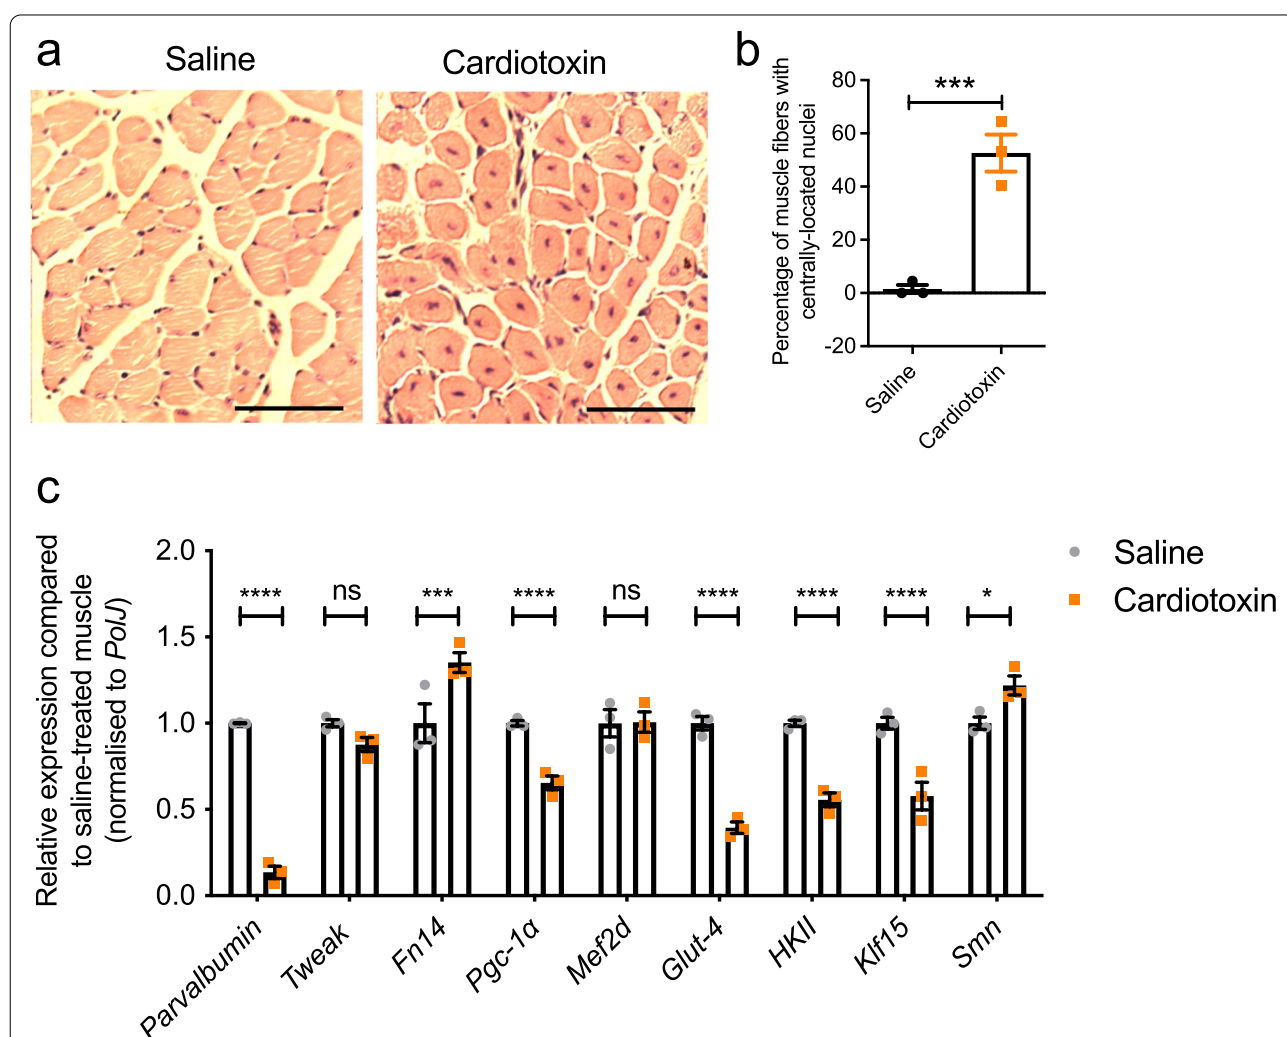 a
Saline
Cardiotoxin
b
Percentage of muscle fibers with
centrally-located nuclei
80
60
40
20
0
-20
***
Saline
Cardiotoxin
c
Relative expression compared
to saline-treated muscle
(normalised to PolJ)
2.0
1.5
1.0
0.5
0.0
**** ns *** **** ns **** **** **** *
Parvalbumin
Tweak
Fn14
Pgc-1α
Mef2d
Glut-4
HKII
Klf15
Smn
Saline
Cardiotoxin